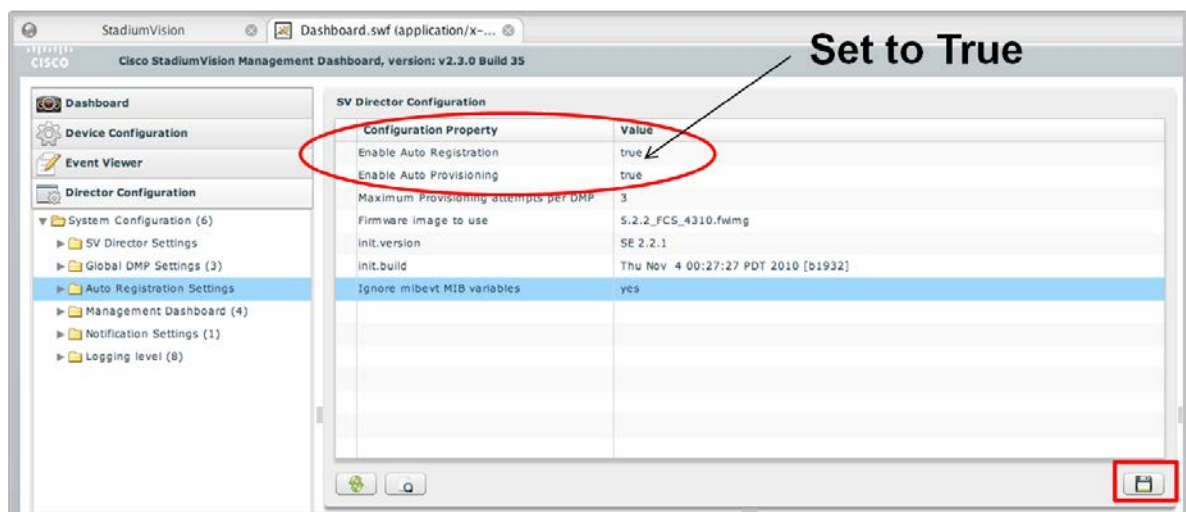 StadiumVision
Dashboard.swf (application/x-...
CISCO
Cisco StadiumVision Management Dashboard, version: v2.3.0 Build 35
Set to True
Dashboard
Device Configuration
Event Viewer
Director Configuration
System Configuration (6)
SV Director Settings
Global DMP Settings (3)
Auto Registration Settings
Management Dashboard (4)
Notification Settings (1)
Logging level (8)
SV Director Configuration
Configuration Property Value
Enable Auto Registration true
Enable Auto Provisioning true
Maximum Provisioning attempts per DMP 3
Firmware image to use 5.2.2_FCS_4310.fwimg
init.version SE 2.2.1
init.build Thu Nov 4 00:27:27 PDT 2010 [b1932]
Ignore mibevt MIB variables yes